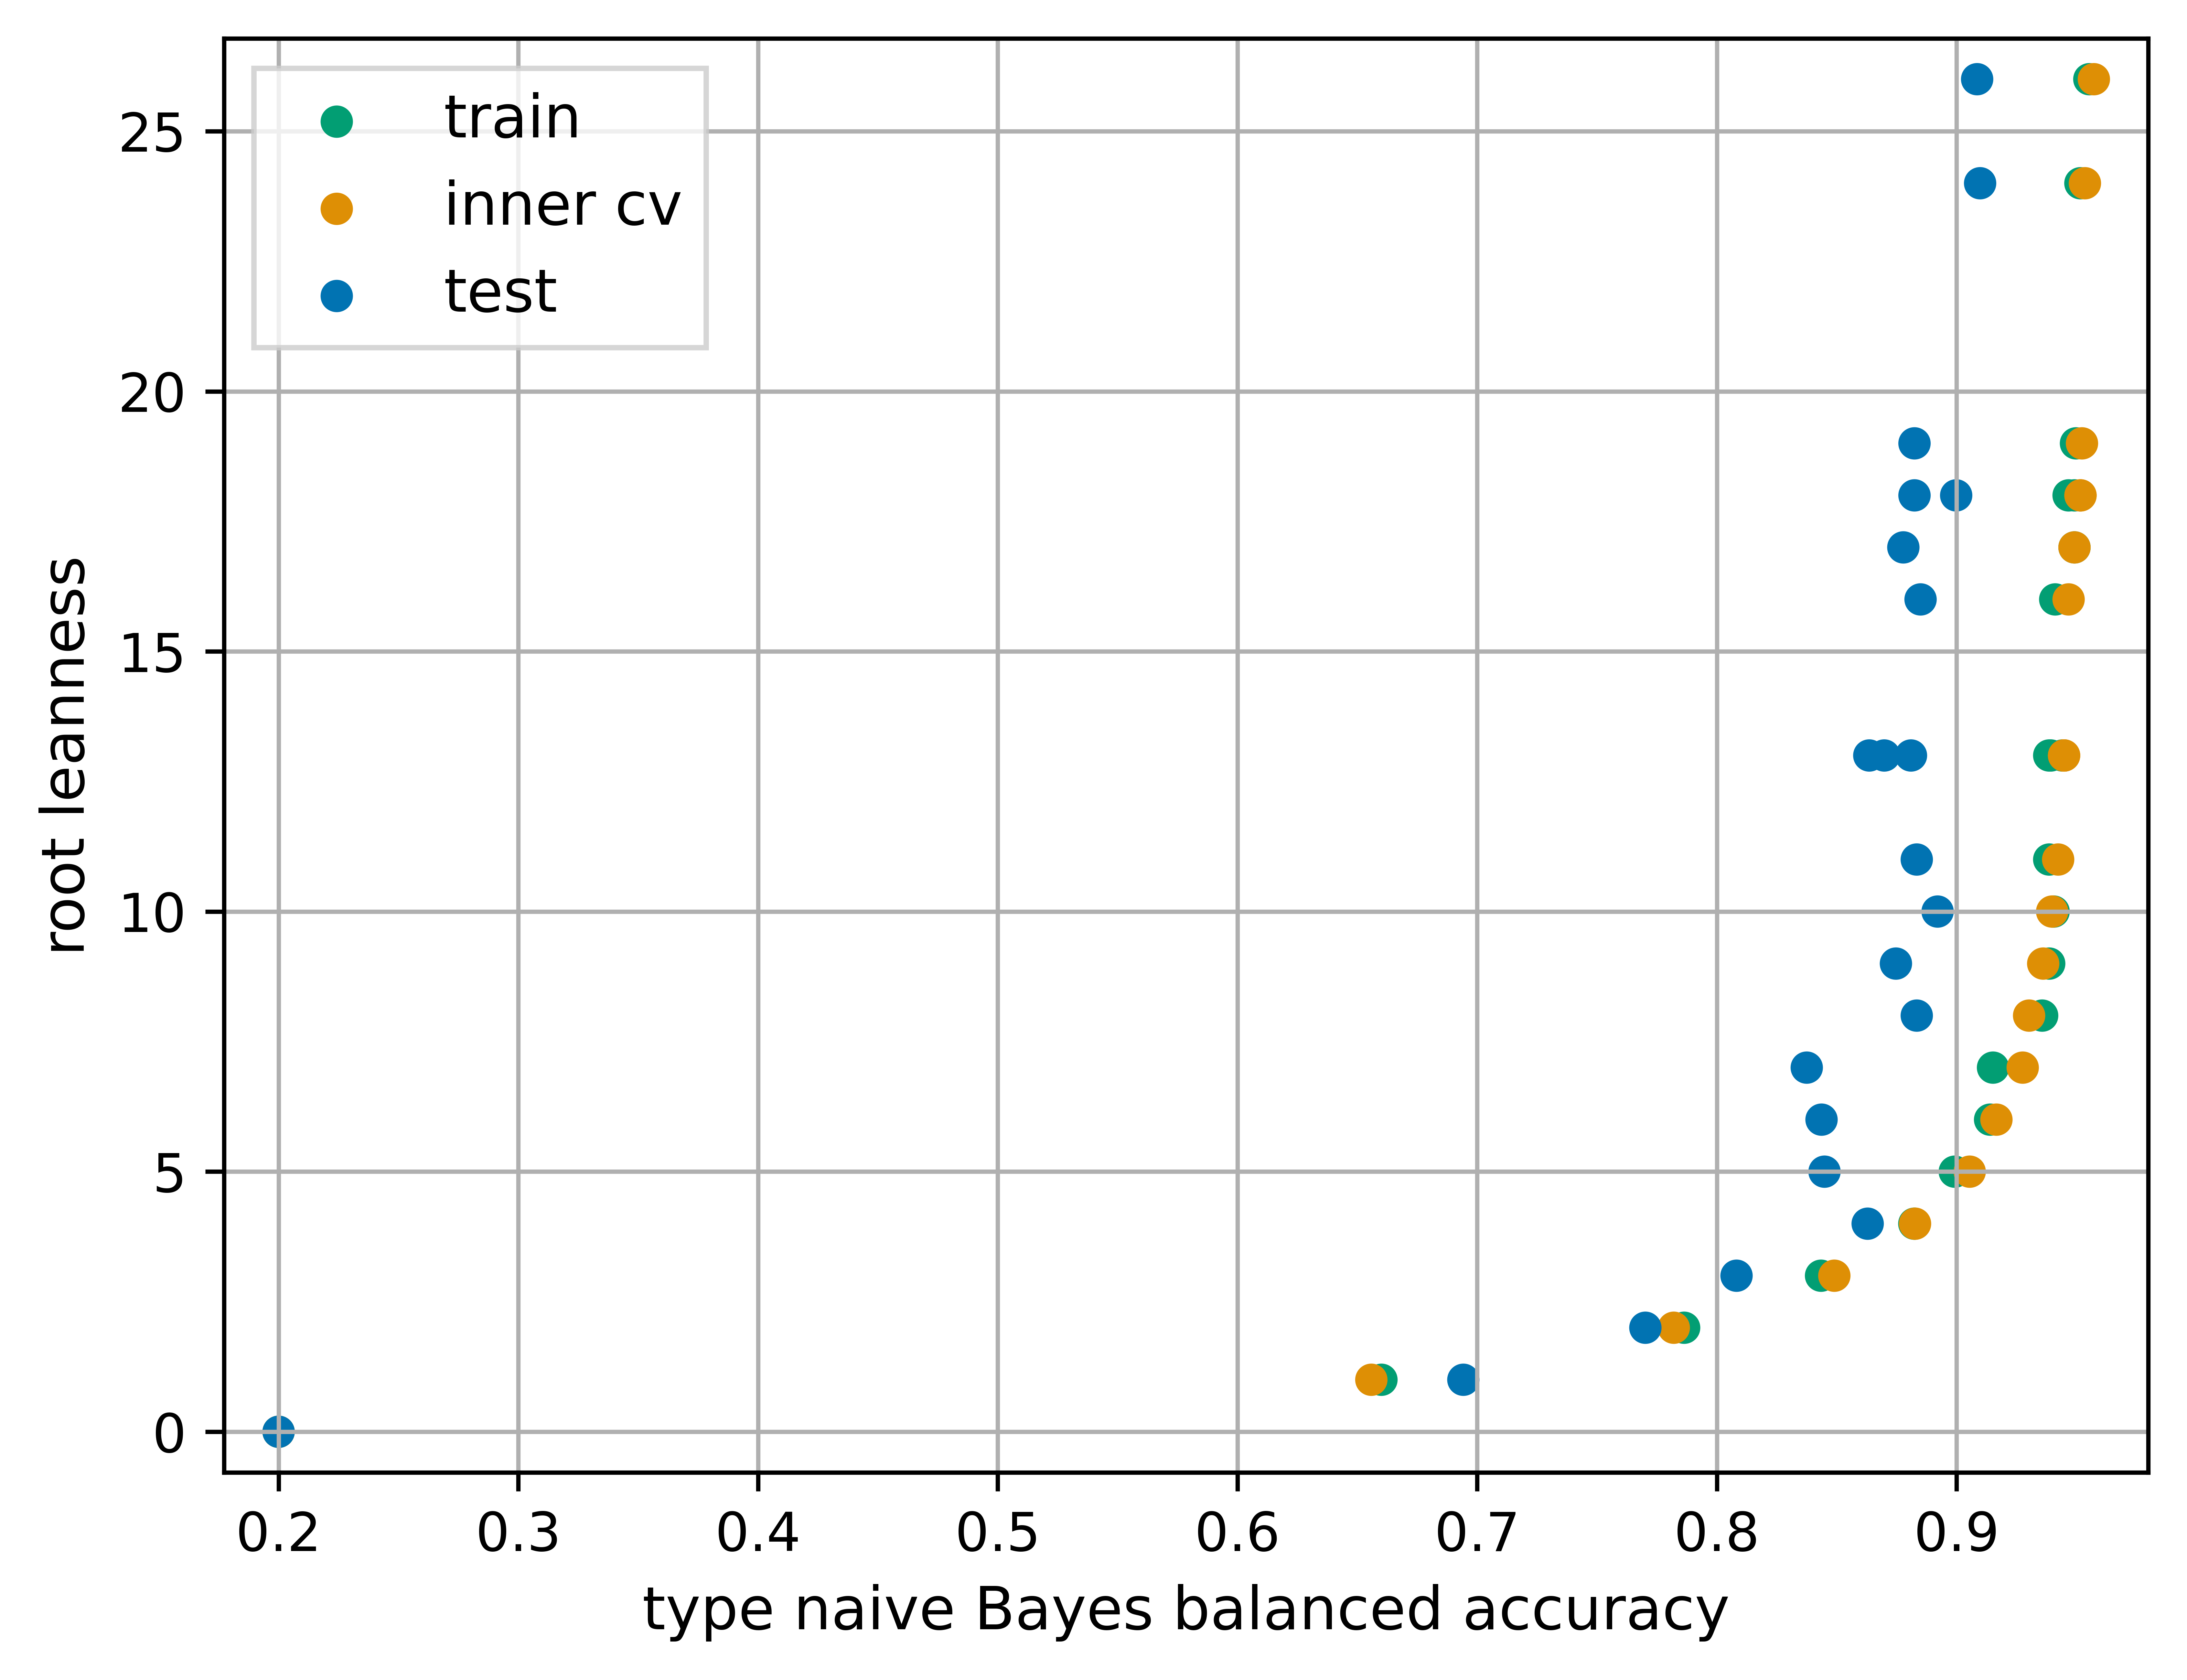 train
inner cv
test
25
20
15
10
5
0
root leanness
0.2 0.3 0.4 0.5 0.6 0.7 0.8 0.9
type naive Bayes balanced accuracy